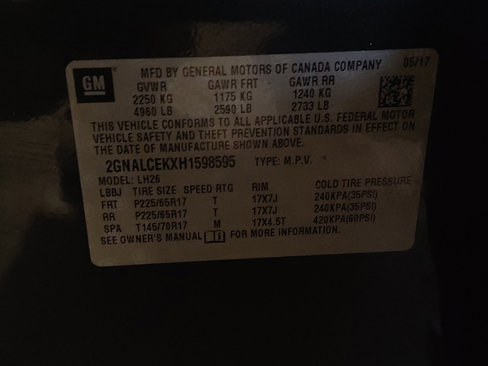 GM
MFD BY GENERAL MOTORS OF CANADA COMPANY 05/17
GVWR GAWR FRT GAWR RR
2250 KG 1175 KG 1240 KG
4960 LB 2590 LB 2733 LB
THIS VEHICLE CONFORMS TO ALL APPLICABLE U.S. FEDERAL MOTOR
VEHICLE SAFETY AND THEFT PREVENTION STANDARDS IN EFFECT ON
THE DATE OF MANUFACTURE SHOWN ABOVE.
2GNALCEKXH1598595 TYPE: M.P.V.
MODEL: LH26
LBBJ TIRE SIZE SPEED RTG RIM COLD TIRE PRESSURE
FRT P225/65R17 T 17X7J 240KPA(35PSI)
RR P225/65R17 T 17X7J 240KPA(35PSI)
SPA T145/70R17 M 17X4.5T 420KPA(60PSI)
SEE OWNER'S MANUAL FOR MORE INFORMATION.